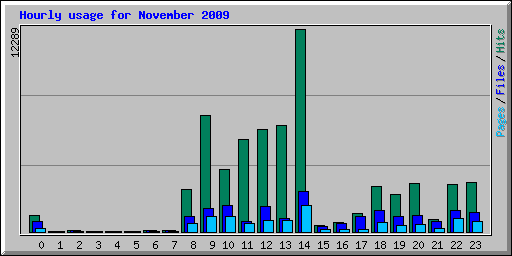 Hourly usage for November 2009
12289
Pages/Files/Hits
0 1 2 3 4 5 6 7 8 9 10 11 12 13 14 15 16 17 18 19 20 21 22 23